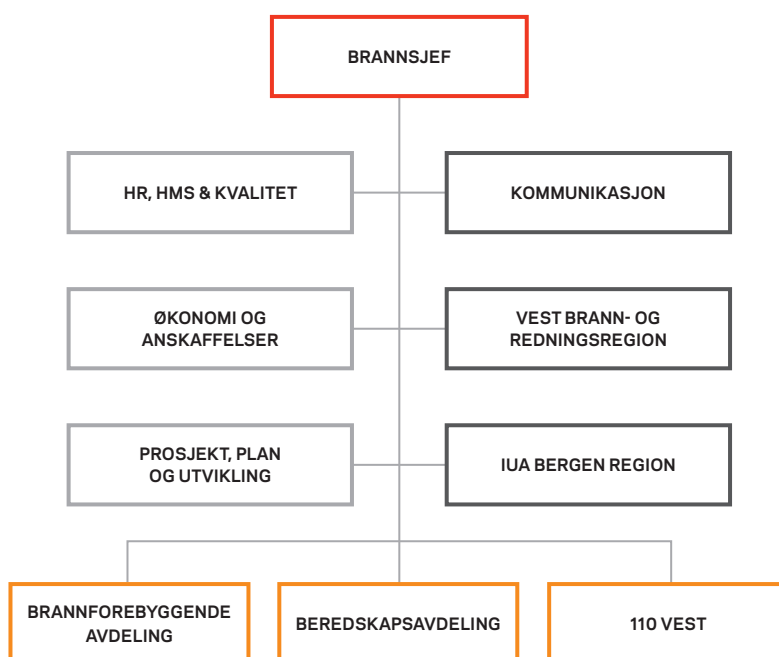 BRANNSJEF
HR, HMS & KVALITET
KOMMUNIKASJON
ØKONOMI OG
ANSKAFFELSER
VEST BRANN- OG
REDNINGSREGION
PROSJEKT, PLAN
OG UTVIKLING
IUA BERGEN REGION
BRANNFOREBYGGENDE
AVDELING
BEREDSKAPSAVDELING
110 VEST